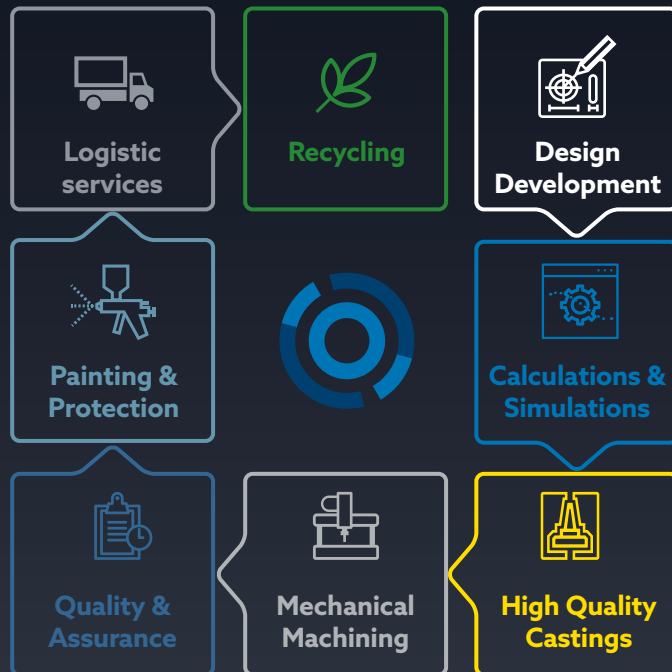 Logistic
services
Recycling
Design
Development
Painting &
Protection
Calculations &
Simulations
Quality &
Assurance
Mechanical
Machining
High Quality
Castings